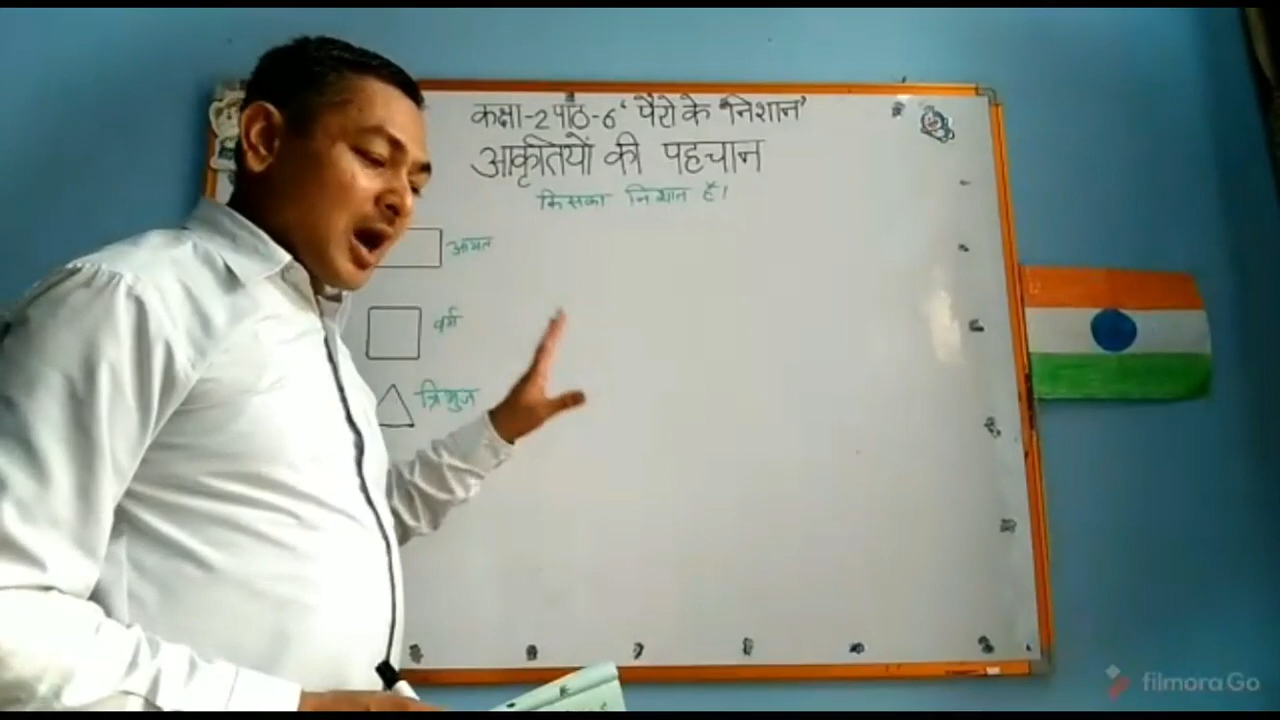 कक्षा-2 पाठ-6 'पैरो के निशान'
आकृतियों की पहचान
किसका निशान है।
आयत
वर्ग
त्रिभुज
filmoraGo